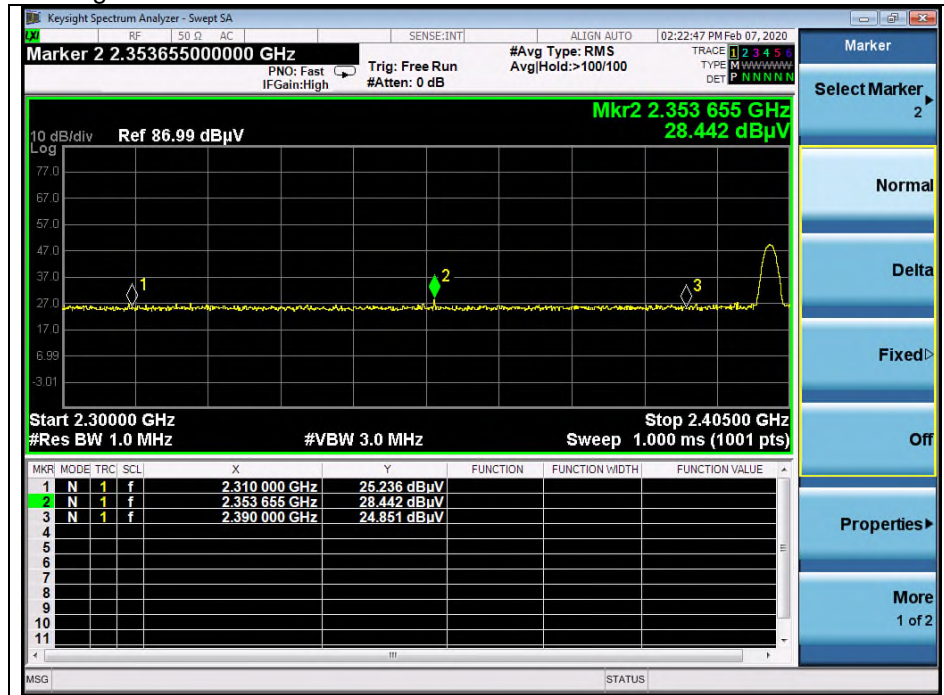 Keysight Spectrum Analyzer - Swept SA
LXI RF 50 Ω AC SENSE:INT ALIGN AUTO 02:22:47 PM Feb 07, 2020
Marker 2 2.353655000000 GHz
PNO: Fast
IFGain:High
Trig: Free Run
#Atten: 0 dB
#Avg Type: RMS
Avg|Hold:>100/100
TRACE 1 2 3 4 5 6
TYPE M WWWWW
DET P N N N N N
Marker
Select Marker
2
Normal
Delta
Fixed
Off
Properties
More
1 of 2
Mkr2 2.353 655 GHz
28.442 dBµV
10 dB/div Ref 86.99 dBµV
Log
77.0
67.0
57.0
47.0
37.0
27.0
17.0
6.99
-3.01
1
2
3
Start 2.30000 GHz Stop 2.40500 GHz
#Res BW 1.0 MHz #VBW 3.0 MHz Sweep 1.000 ms (1001 pts)
MKR MODE TRC SCL X Y FUNCTION FUNCTION WIDTH FUNCTION VALUE
1 N 1 f 2.310 000 GHz 25.236 dBµV
2 N 1 f 2.353 655 GHz 28.442 dBµV
3 N 1 f 2.390 000 GHz 24.851 dBµV
4
5
6
7
8
9
10
11
MSG STATUS